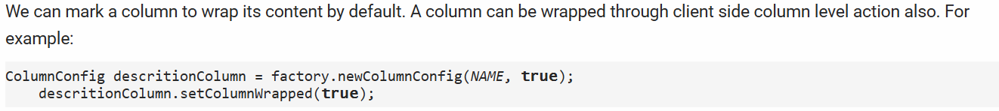 We can mark a column to wrap its content by default. A column can be wrapped through client side column level action also. For
example:
ColumnConfig descritionColumn = factory.newColumnConfig(NAME, true);
    descritionColumn.setColumnWrapped(true);